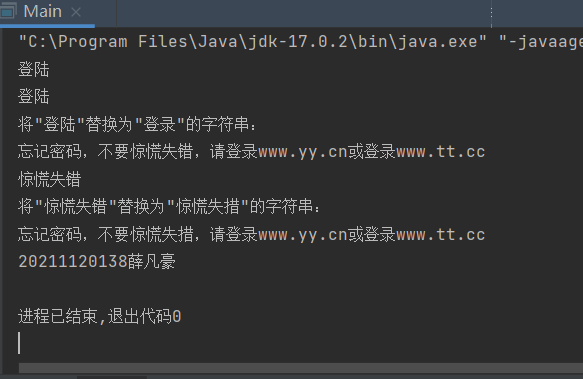 Main
"C:\Program Files\Java\jdk-17.0.2\bin\java.exe" "-javaage
登陆
登陆
将"登陆"替换为"登录"的字符串:
忘记密码，不要惊慌失错，请登录www.yy.cn或登录www.tt.cc
惊慌失错
将"惊慌失错"替换为"惊慌失措"的字符串:
忘记密码，不要惊慌失措，请登录www.yy.cn或登录www.tt.cc
20211120138薛凡豪
进程已结束,退出代码0